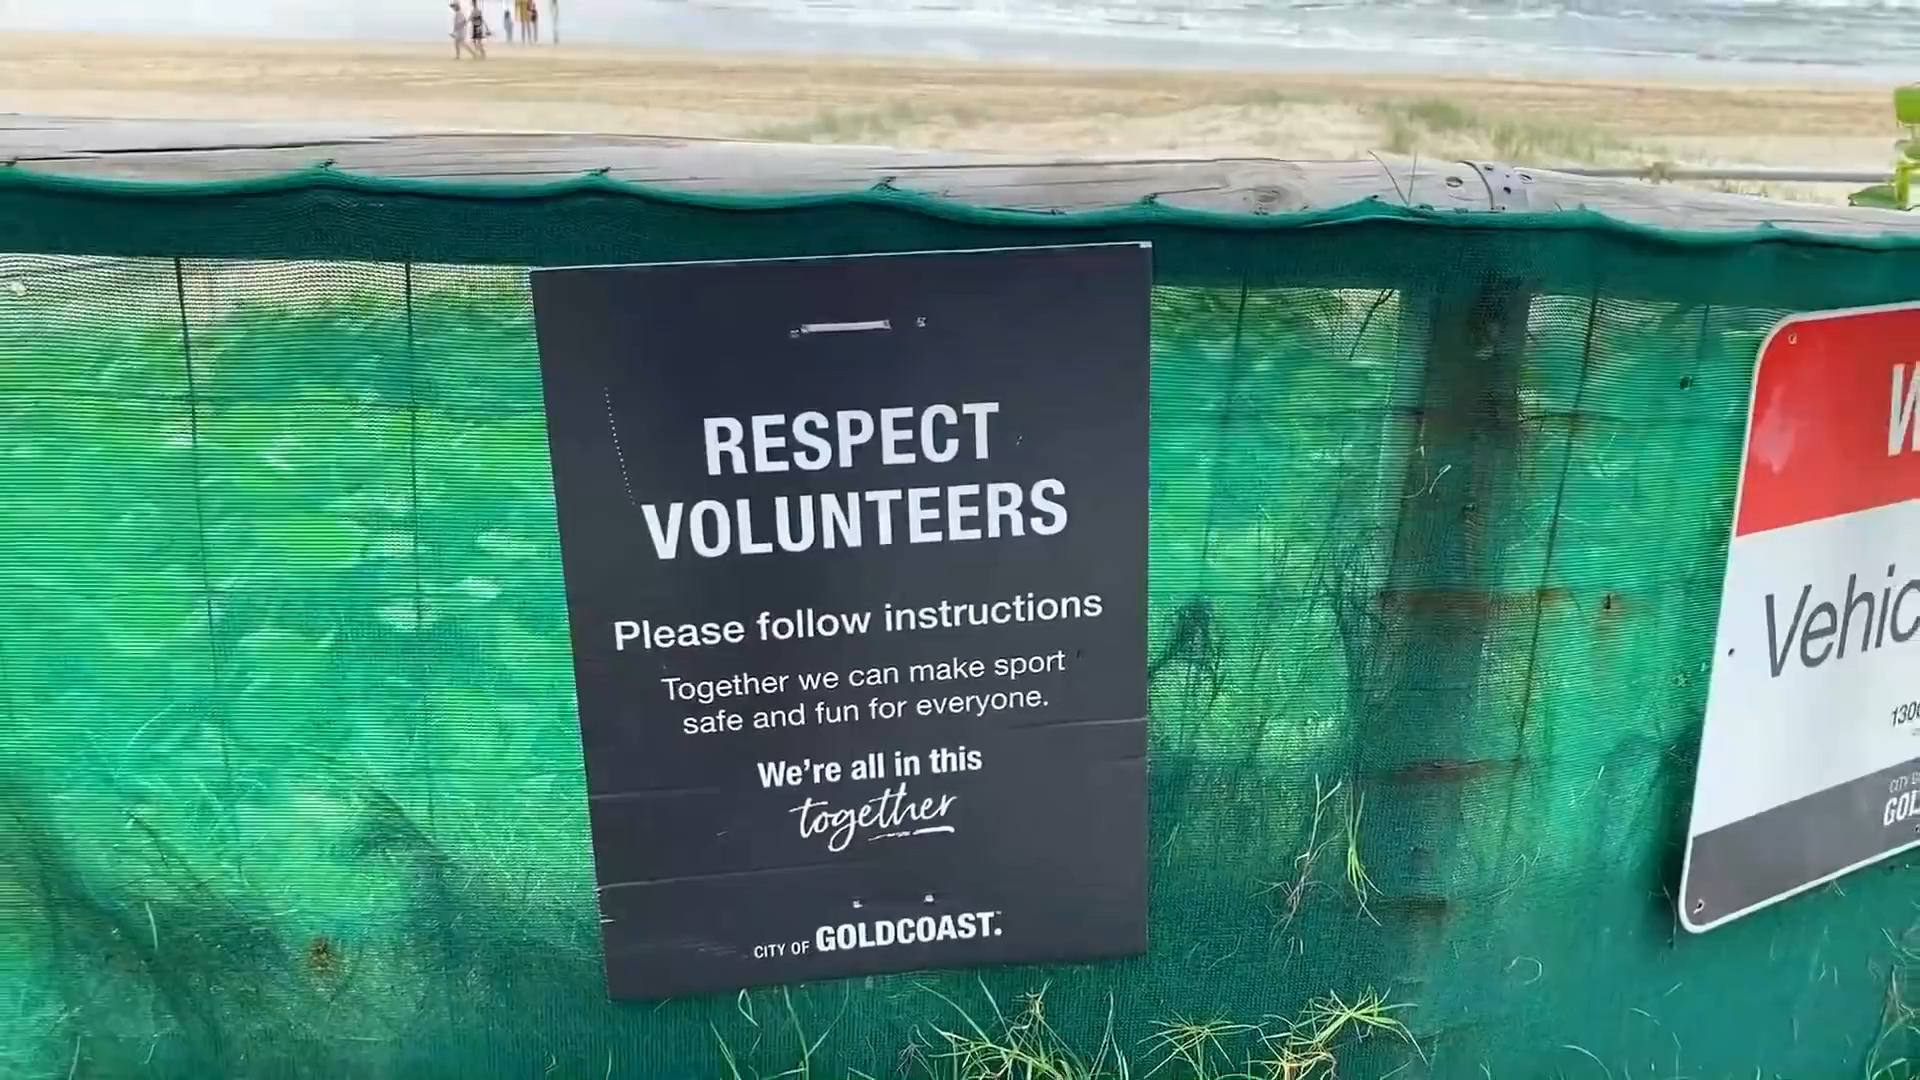 RESPECT
VOLUNTEERS
Please follow instructions
Together we can make sport
safe and fun for everyone.
We're all in this
together
CITY OF GOLDCOAST.